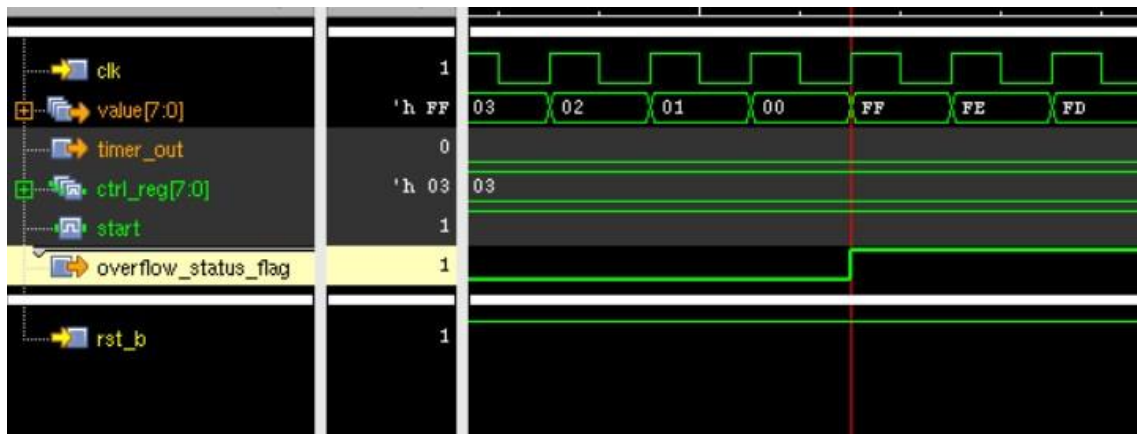 clk 1
value[7:0] 'h FF 03 02 01 00 FF FE FD
timer_out 0
ctrl_reg[7:0] 'h 03 03
start 1
overflow_status_flag 1
rst_b 1